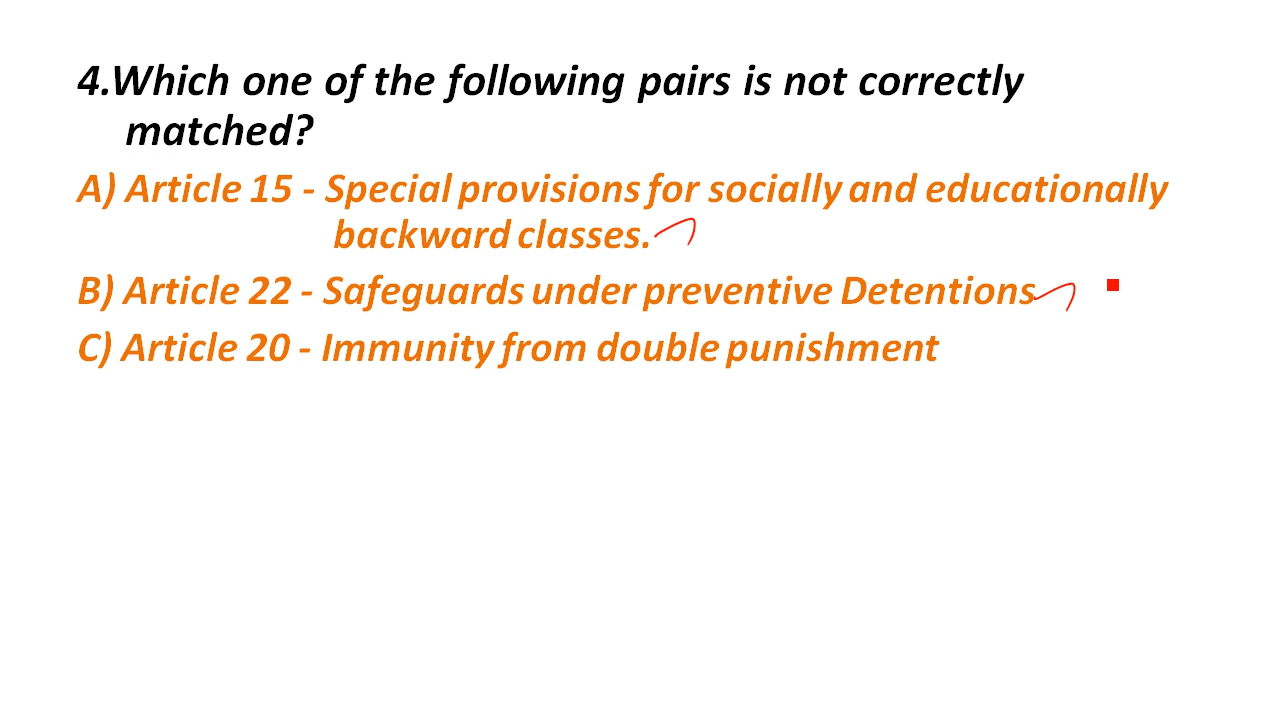 4.Which one of the following pairs is not correctly
matched?
A) Article 15 - Special provisions for socially and educationally
backward classes.
B) Article 22 - Safeguards under preventive Detentions
C) Article 20 - Immunity from double punishment